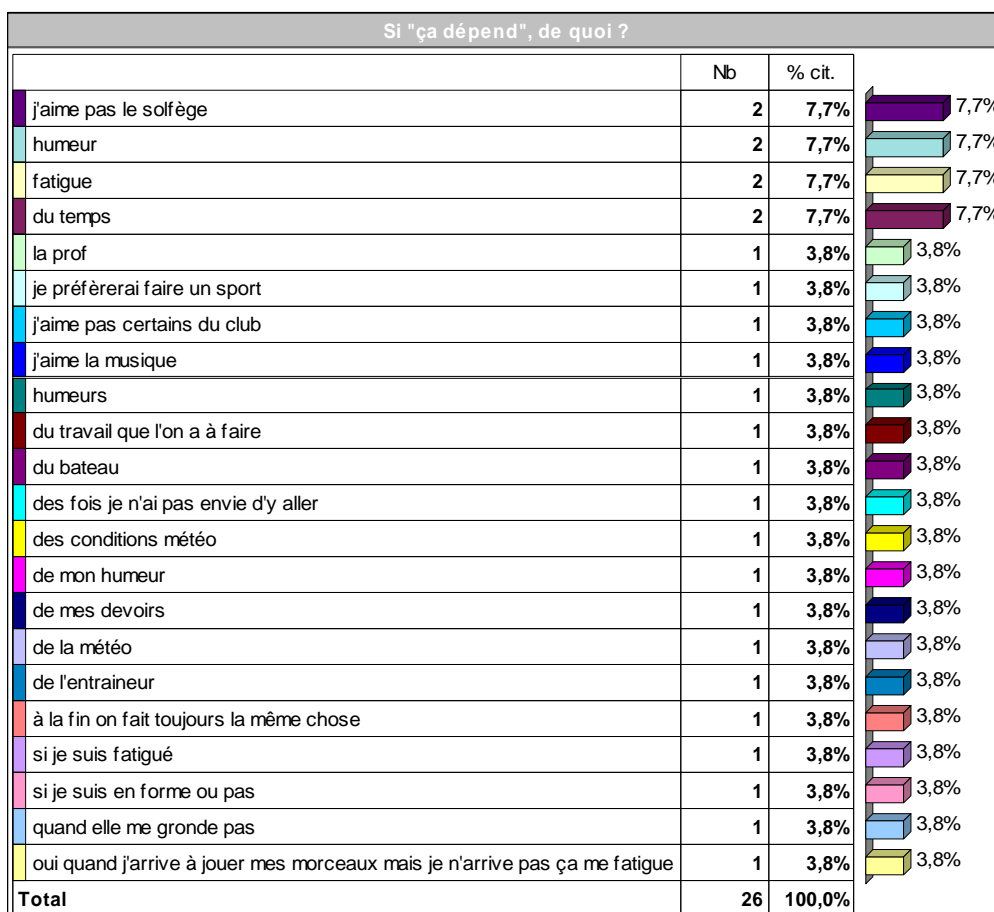 Si "ça dépend", de quoi ?
Nb % cit.
j'aime pas le solfège 2 7,7% 7,7%
humeur 2 7,7% 7,7%
fatigue 2 7,7% 7,7%
du temps 2 7,7% 7,7%
la prof 1 3,8% 3,8%
je préfèrerai faire un sport 1 3,8% 3,8%
j'aime pas certains du club 1 3,8% 3,8%
j'aime la musique 1 3,8% 3,8%
humeurs 1 3,8% 3,8%
du travail que l'on a à faire 1 3,8% 3,8%
du bateau 1 3,8% 3,8%
des fois je n'ai pas envie d'y aller 1 3,8% 3,8%
des conditions météo 1 3,8% 3,8%
de mon humeur 1 3,8% 3,8%
de mes devoirs 1 3,8% 3,8%
de la météo 1 3,8% 3,8%
de l'entraineur 1 3,8% 3,8%
à la fin on fait toujours la même chose 1 3,8% 3,8%
si je suis fatigué 1 3,8% 3,8%
si je suis en forme ou pas 1 3,8% 3,8%
quand elle me gronde pas 1 3,8% 3,8%
oui quand j'arrive à jouer mes morceaux mais je n'arrive pas ça me fatigue 1 3,8% 3,8%
Total 26 100,0%